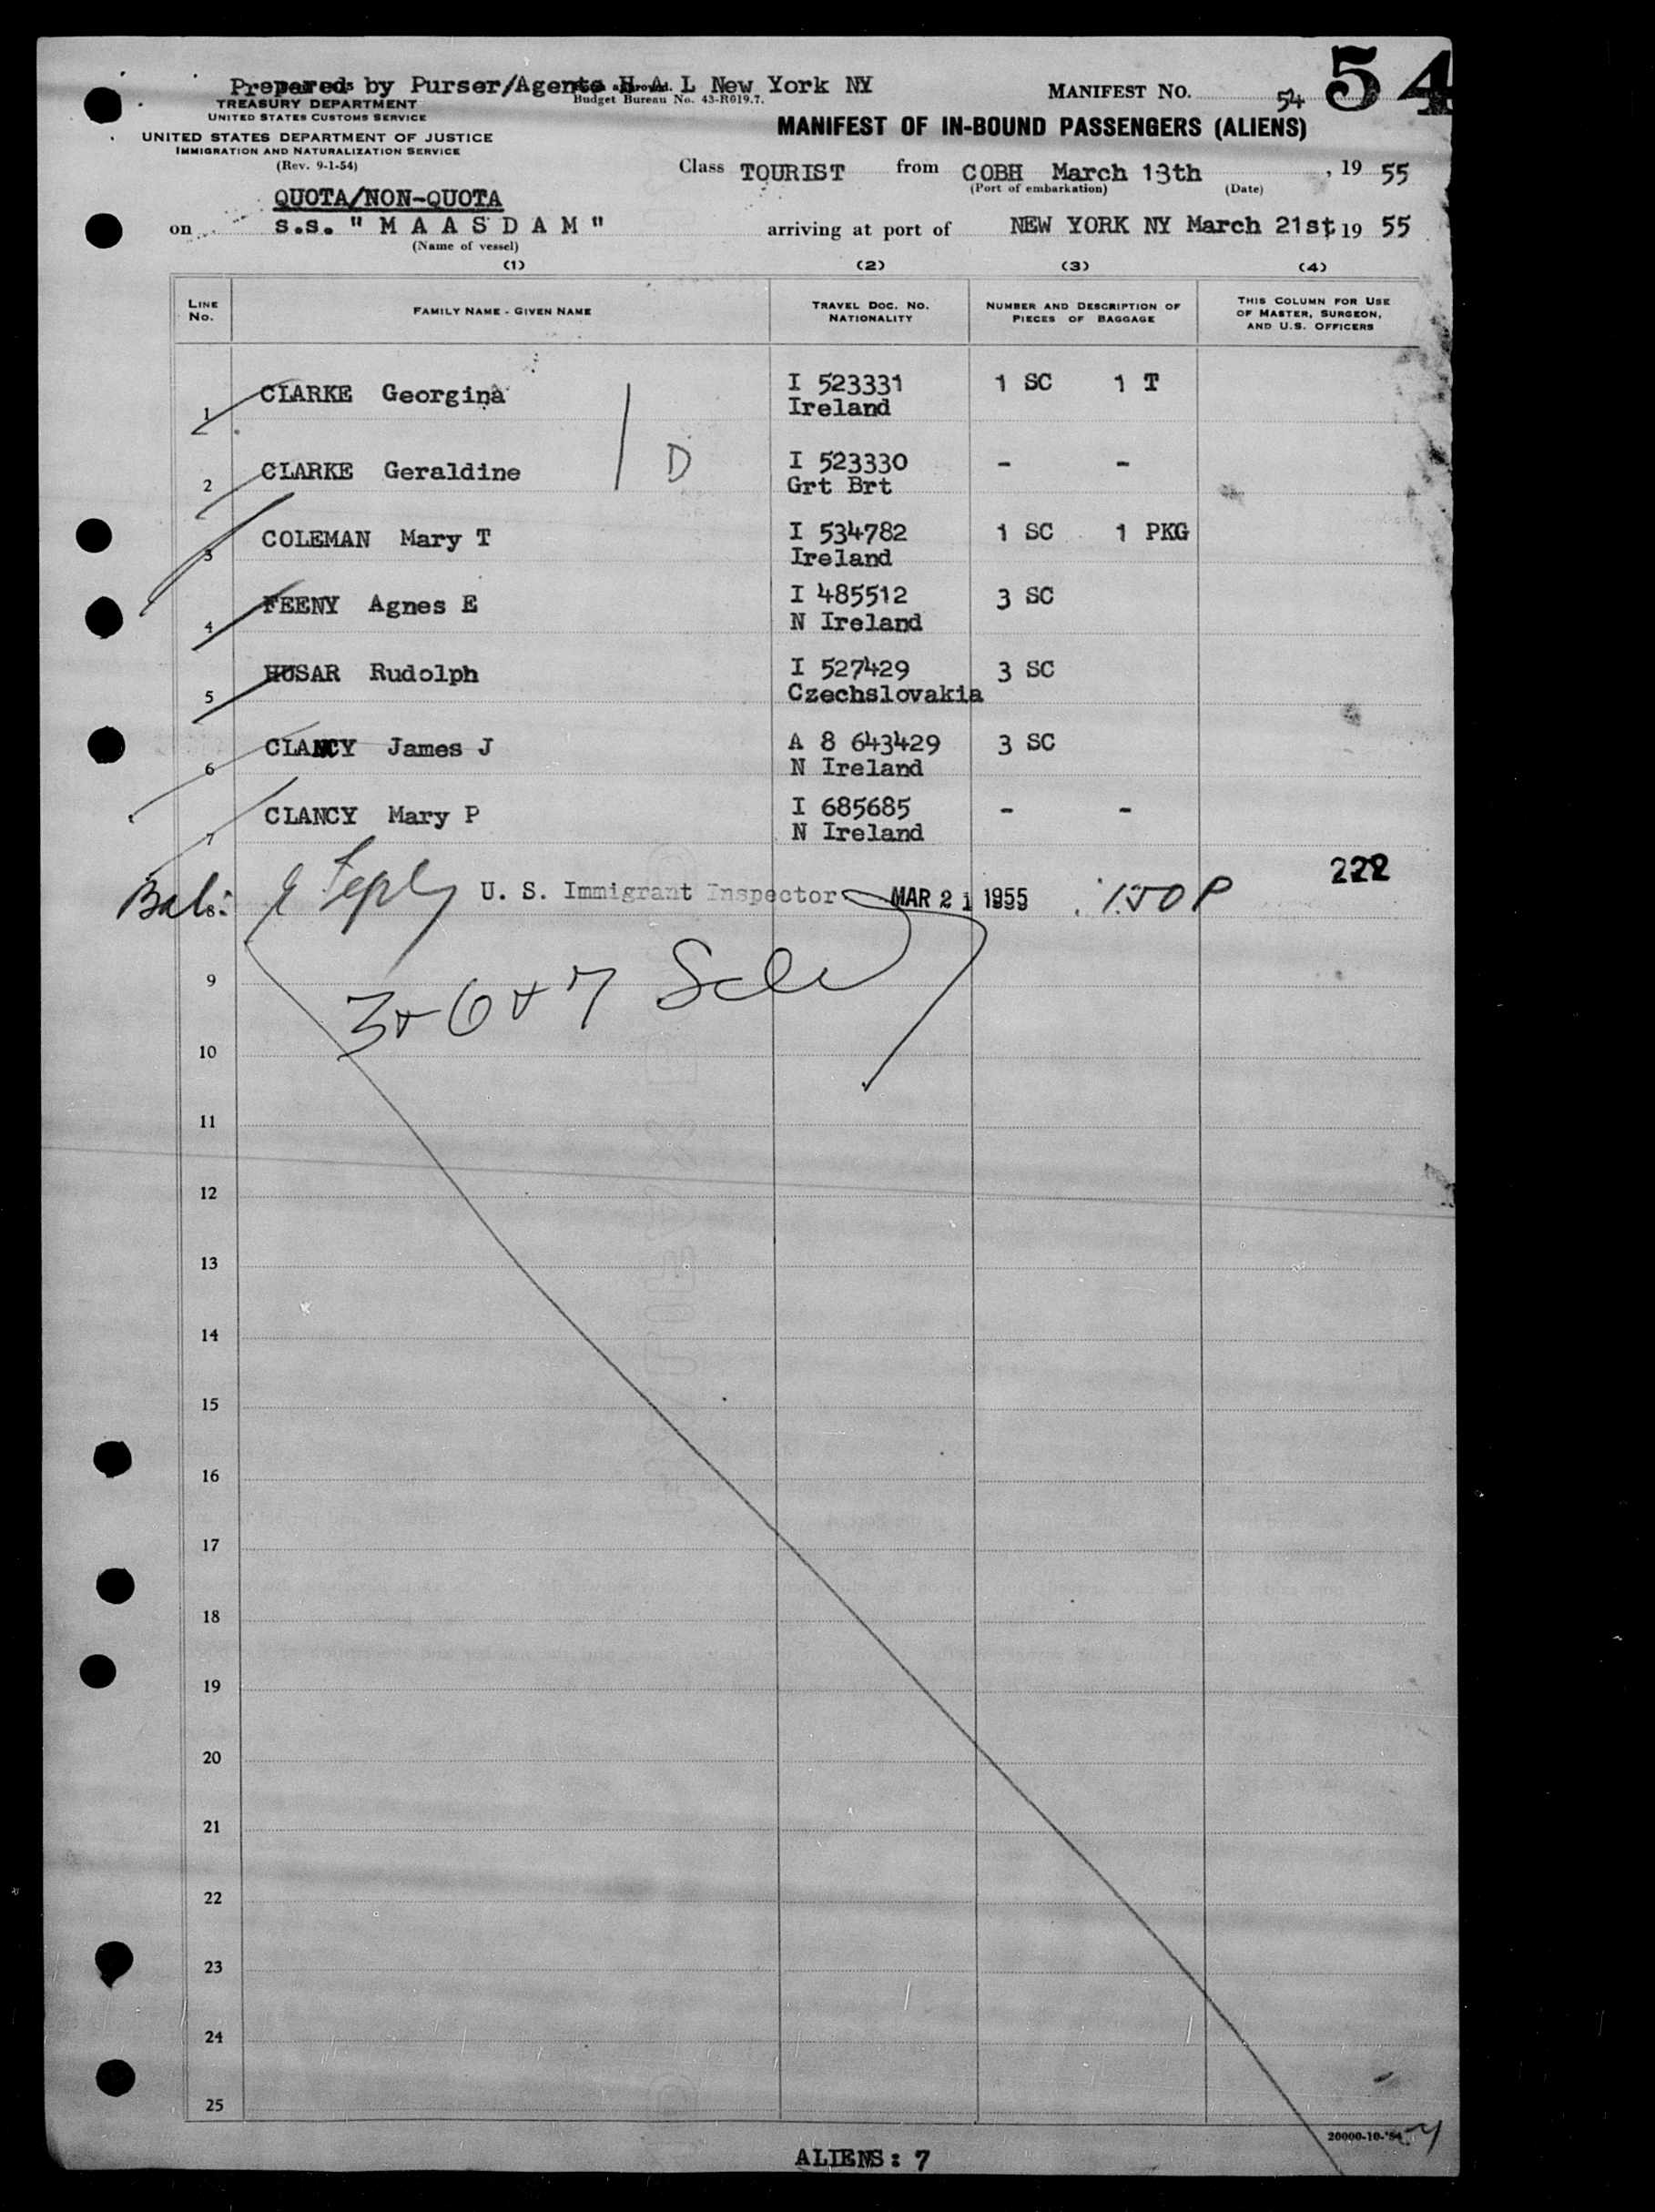 Prepared by Purser/Agents H A L New York NY
Budget Bureau No. 43-R019.7.
TREASURY DEPARTMENT
UNITED STATES CUSTOMS SERVICE
UNITED STATES DEPARTMENT OF JUSTICE
IMMIGRATION AND NATURALIZATION SERVICE
(Rev. 9-1-54)
MANIFEST NO. 54 54
MANIFEST OF IN-BOUND PASSENGERS (ALIENS)
Class TOURIST from COBH March 13th, 19 55
(Port of embarkation) (Date)
QUOTA/NON-QUOTA
on s.s. " M A A S D A M " arriving at port of NEW YORK NY March 21st 19 55
(Name of vessel)
(1) (2) (3) (4)
LINE No. FAMILY NAME - GIVEN NAME TRAVEL DOC. NO. NATIONALITY NUMBER AND DESCRIPTION OF PIECES OF BAGGAGE THIS COLUMN FOR USE OF MASTER, SURGEON, AND U.S. OFFICERS
1 CLARKE Georgina I 523331 1 SC 1 T
Ireland
2 CLARKE Geraldine D I 523330 - -
Grt Brt
3 COLEMAN Mary T I 534782 1 SC 1 PKG
Ireland
4 FEENY Agnes E I 485512 3 SC
N Ireland
5 HUSAR Rudolph I 527429 3 SC
Czechslovakia
6 CLANCY James J A 8 643429 3 SC
N Ireland
7 CLANCY Mary P I 685685 - -
N Ireland
222
8 Bal: U. S. Immigrant Inspector MAR 21 1955 150P
9
3+6+7
10
11
12
13
14
15
16
17
18
19
20
21
22
23
24
25
20000-10-'54
ALIENS: 7